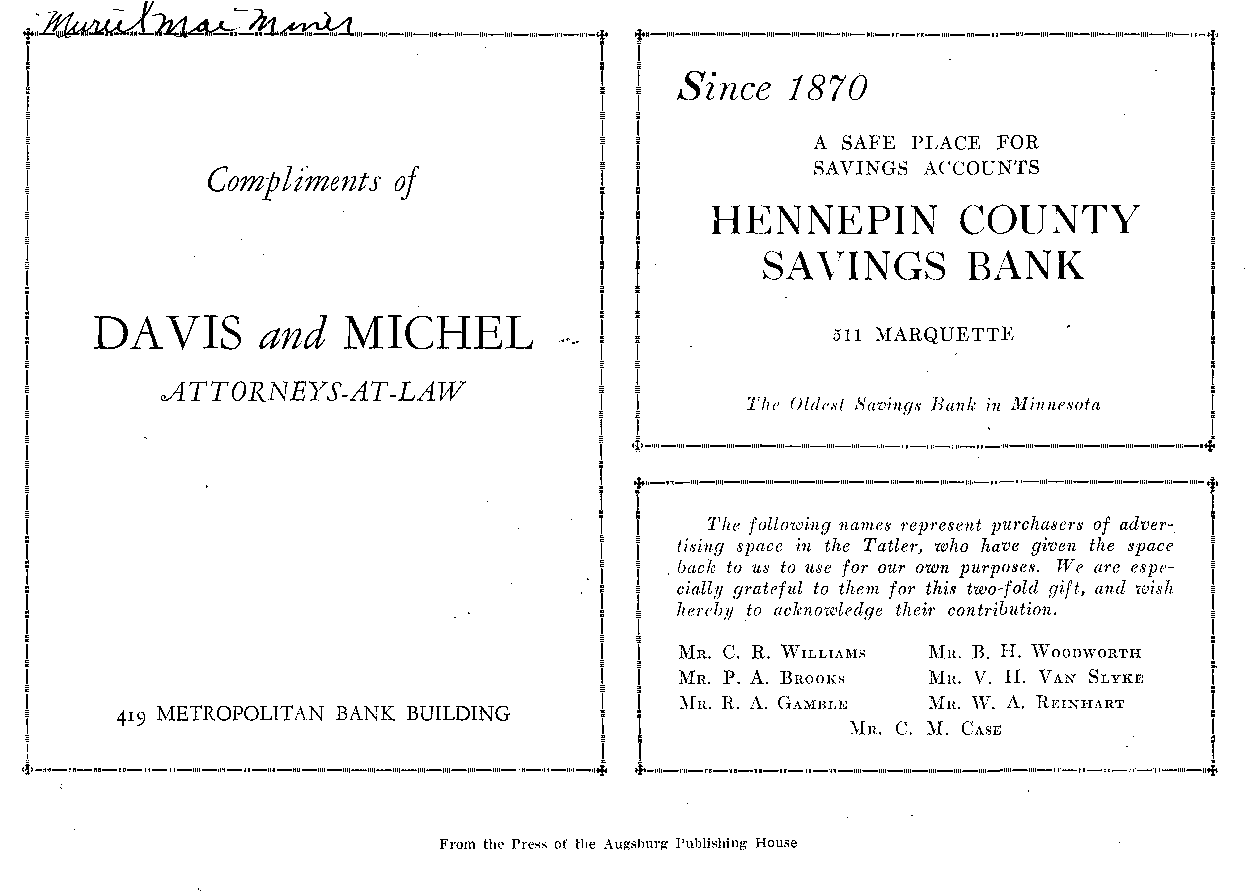 Muriel Mae Miner
Compliments of
DAVIS and MICHEL
ATTORNEYS-AT-LAW
419 METROPOLITAN BANK BUILDING
Since 1870
A SAFE PLACE FOR
SAVINGS ACCOUNTS
HENNEPIN COUNTY
SAVINGS BANK
511 MARQUETTE
The Oldest Savings Bank in Minnesota
The following names represent purchasers of adver-
tising space in the Tatler, who have given the space
back to us to use for our own purposes. We are espe-
cially grateful to them for this two-fold gift, and wish
hereby to acknowledge their contribution.
MR. C. R. WILLIAMS MR. B. H. WOODWORTH
MR. P. A. BROOKS MR. V. H. VAN SLYKE
MR. R. A. GAMBLE MR. W. A. REINHART
MR. C. M. CASE
From the Press of the Augsburg Publishing House